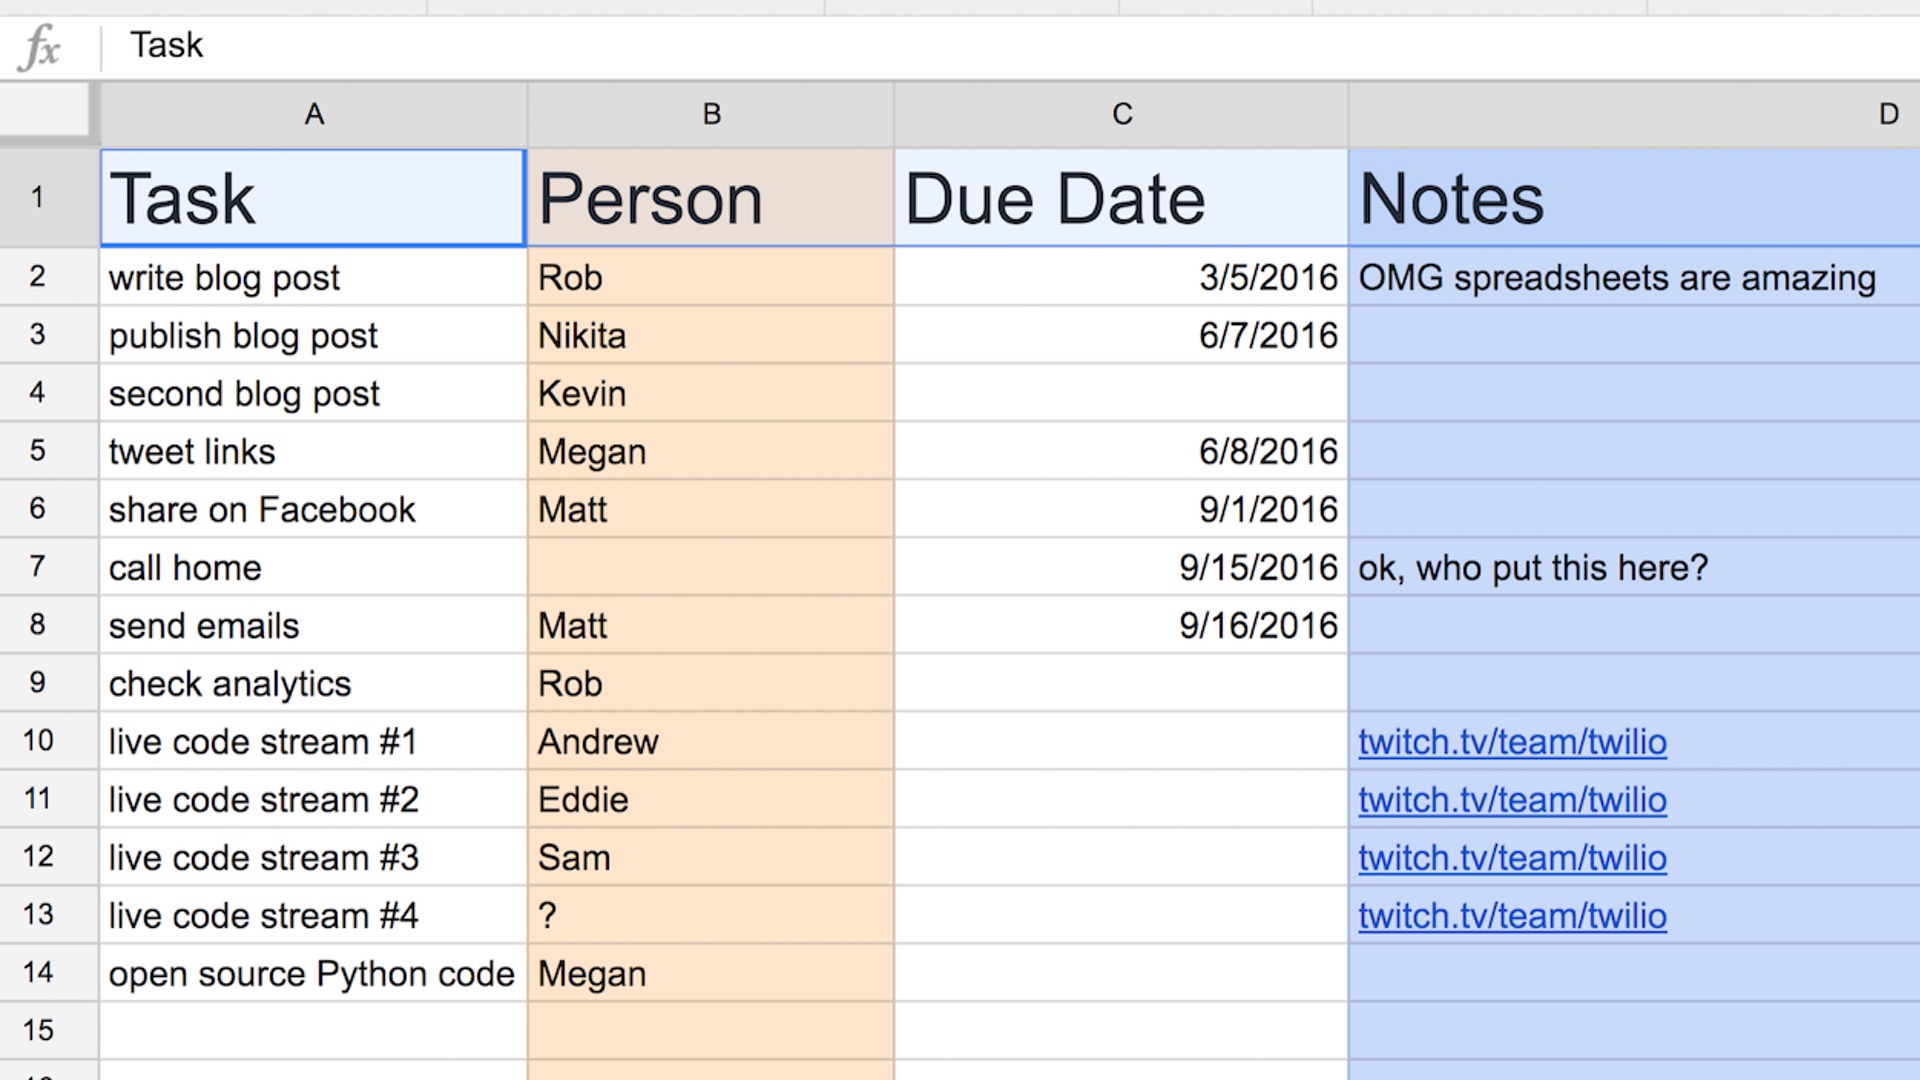 fx Task
A B C D
1 Task Person Due Date Notes
2 write blog post Rob 3/5/2016 OMG spreadsheets are amazing
3 publish blog post Nikita 6/7/2016
4 second blog post Kevin
5 tweet links Megan 6/8/2016
6 share on Facebook Matt 9/1/2016
7 call home 9/15/2016 ok, who put this here?
8 send emails Matt 9/16/2016
9 check analytics Rob
10 live code stream #1 Andrew twitch.tv/team/twilio
11 live code stream #2 Eddie twitch.tv/team/twilio
12 live code stream #3 Sam twitch.tv/team/twilio
13 live code stream #4 ? twitch.tv/team/twilio
14 open source Python code Megan
15